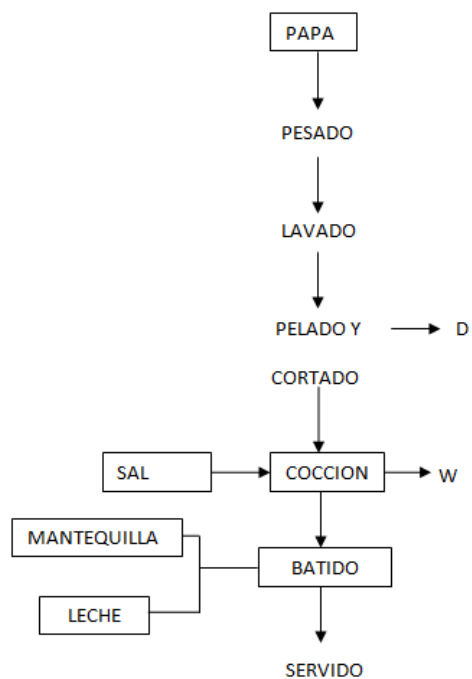 PAPA
PESADO
LAVADO
PELADO Y D
CORTADO
SAL COCCION W
MANTEQUILLA
BATIDO
LECHE
SERVIDO